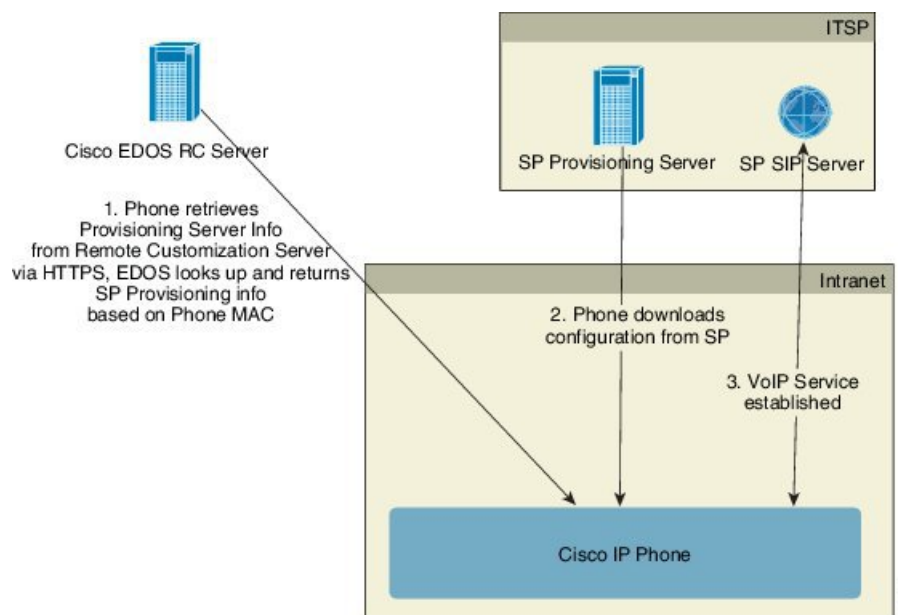 ITSP
Cisco EDOS RC Server
SP Provisioning Server
SP SIP Server
1. Phone retrieves
Provisioning Server Info
from Remote Customization Server
via HTTPS, EDOS looks up and returns
SP Provisioning info
based on Phone MAC
Intranet
2. Phone downloads
configuration from SP
3. VoIP Service
established
Cisco IP Phone